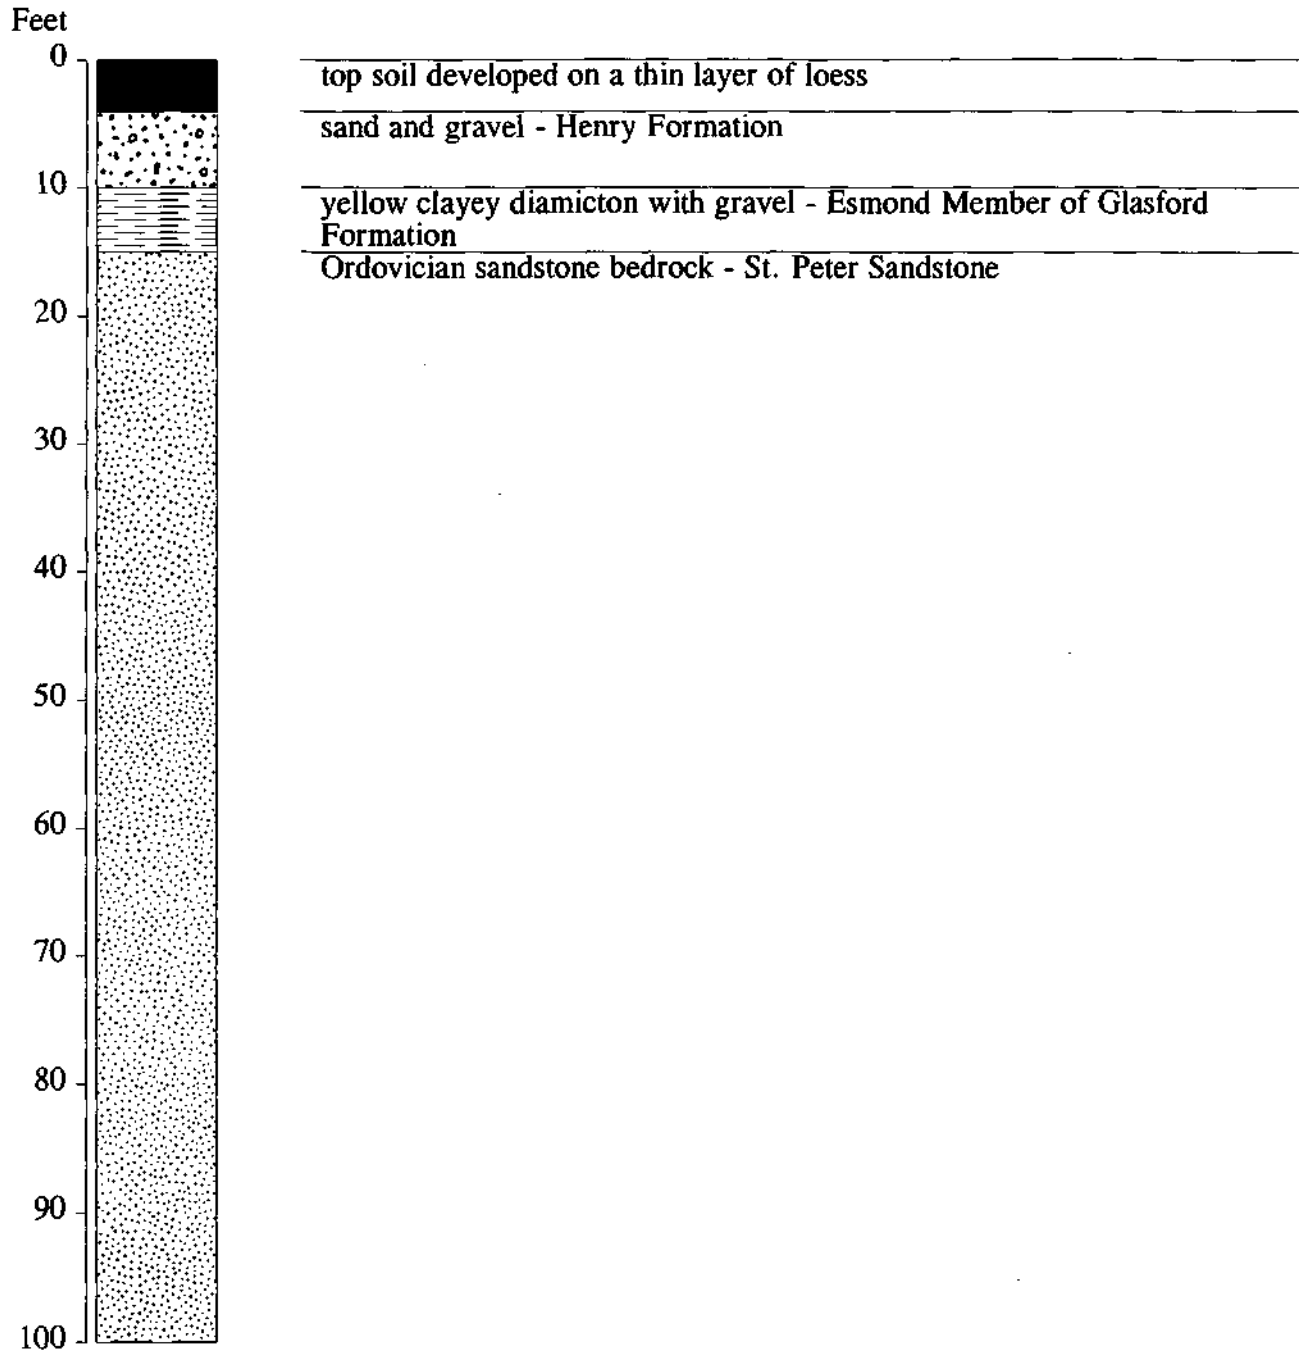 Feet
0
top soil developed on a thin layer of loess
sand and gravel - Henry Formation
10
yellow clayey diamicton with gravel - Esmond Member of Glasford
Formation
Ordovician sandstone bedrock - St. Peter Sandstone
20
30
40
50
60
70
80
90
100